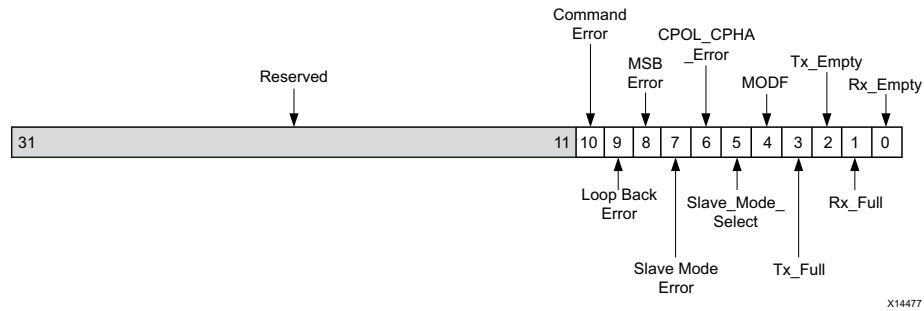 Command
Error
CPOL_CPHA
_Error
Tx_Empty
Reserved
MSB
Error
MODF
Rx_Empty
31
11
10
9
8
7
6
5
4
3
2
1
0
Loop Back
Error
Slave_Mode_
Select
Rx_Full
Slave Mode
Error
Tx_Full
X14477